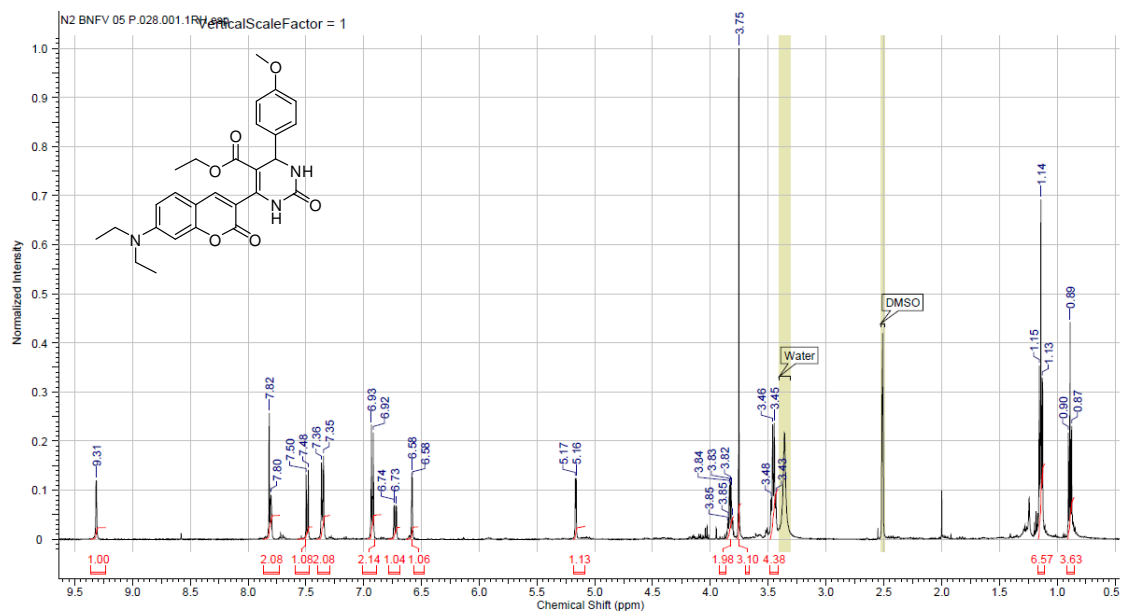 N2 BNFV 05 P.028.001.1RH.esp
VerticalScaleFactor = 1
3.75
1.0
0.9
0.8
0.7
0.6
0.5
0.4
0.3
0.2
0.1
0
Normalized Intensity
O
O
O
NH
N
H
O
N
O
O
9.31
7.82
7.80
7.50
7.48
7.36
7.35
6.93
6.92
6.74
6.73
6.58
6.58
5.17
5.16
3.85
3.84
3.85
3.83
3.82
3.48
3.46
3.45
3.43
Water
DMSO
1.15
1.14
1.13
0.90
0.89
0.87
1.00 2.08 1.08 2.08 2.14 1.04 1.06 1.13 1.98 3.10 4.38 6.57 3.63
9.5 9.0 8.5 8.0 7.5 7.0 6.5 6.0 5.5 5.0 4.5 4.0 3.5 3.0 2.5 2.0 1.5 1.0 0.5
Chemical Shift (ppm)